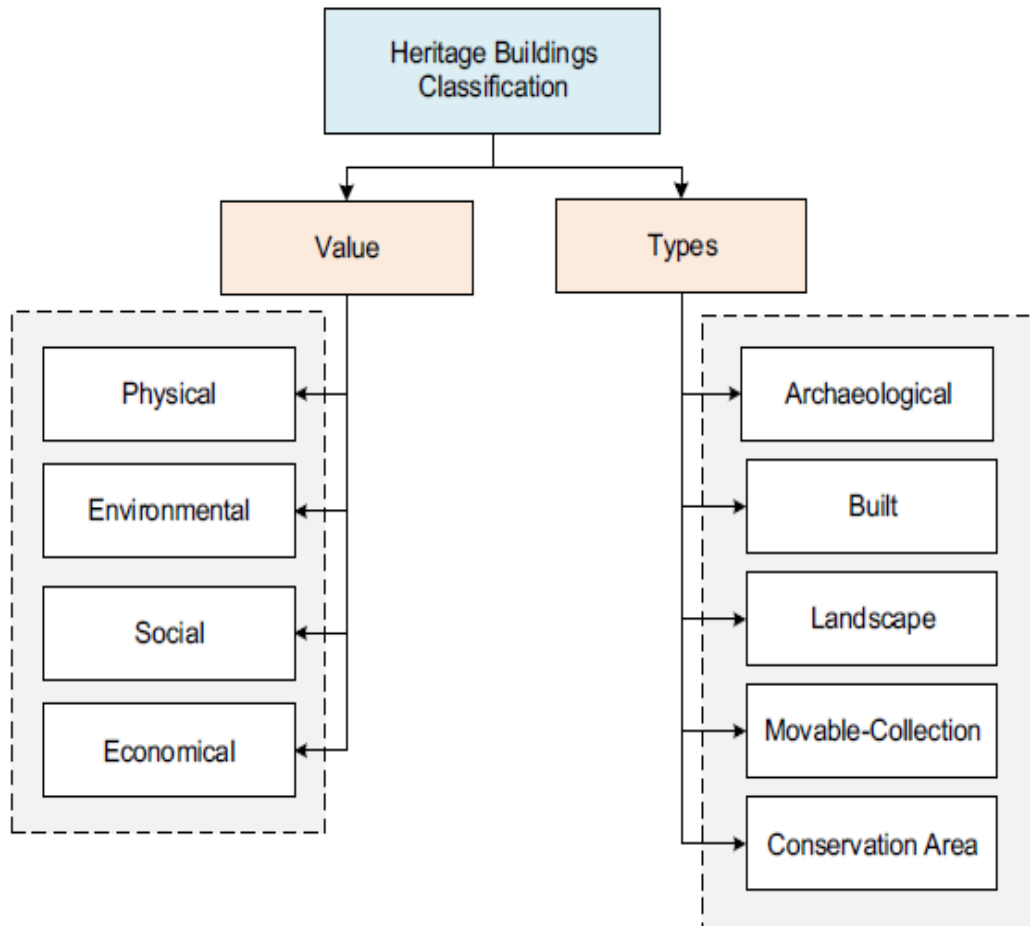 Heritage Buildings
Classification
Value
Types
Physical
Environmental
Social
Economical
Archaeological
Built
Landscape
Movable-Collection
Conservation Area